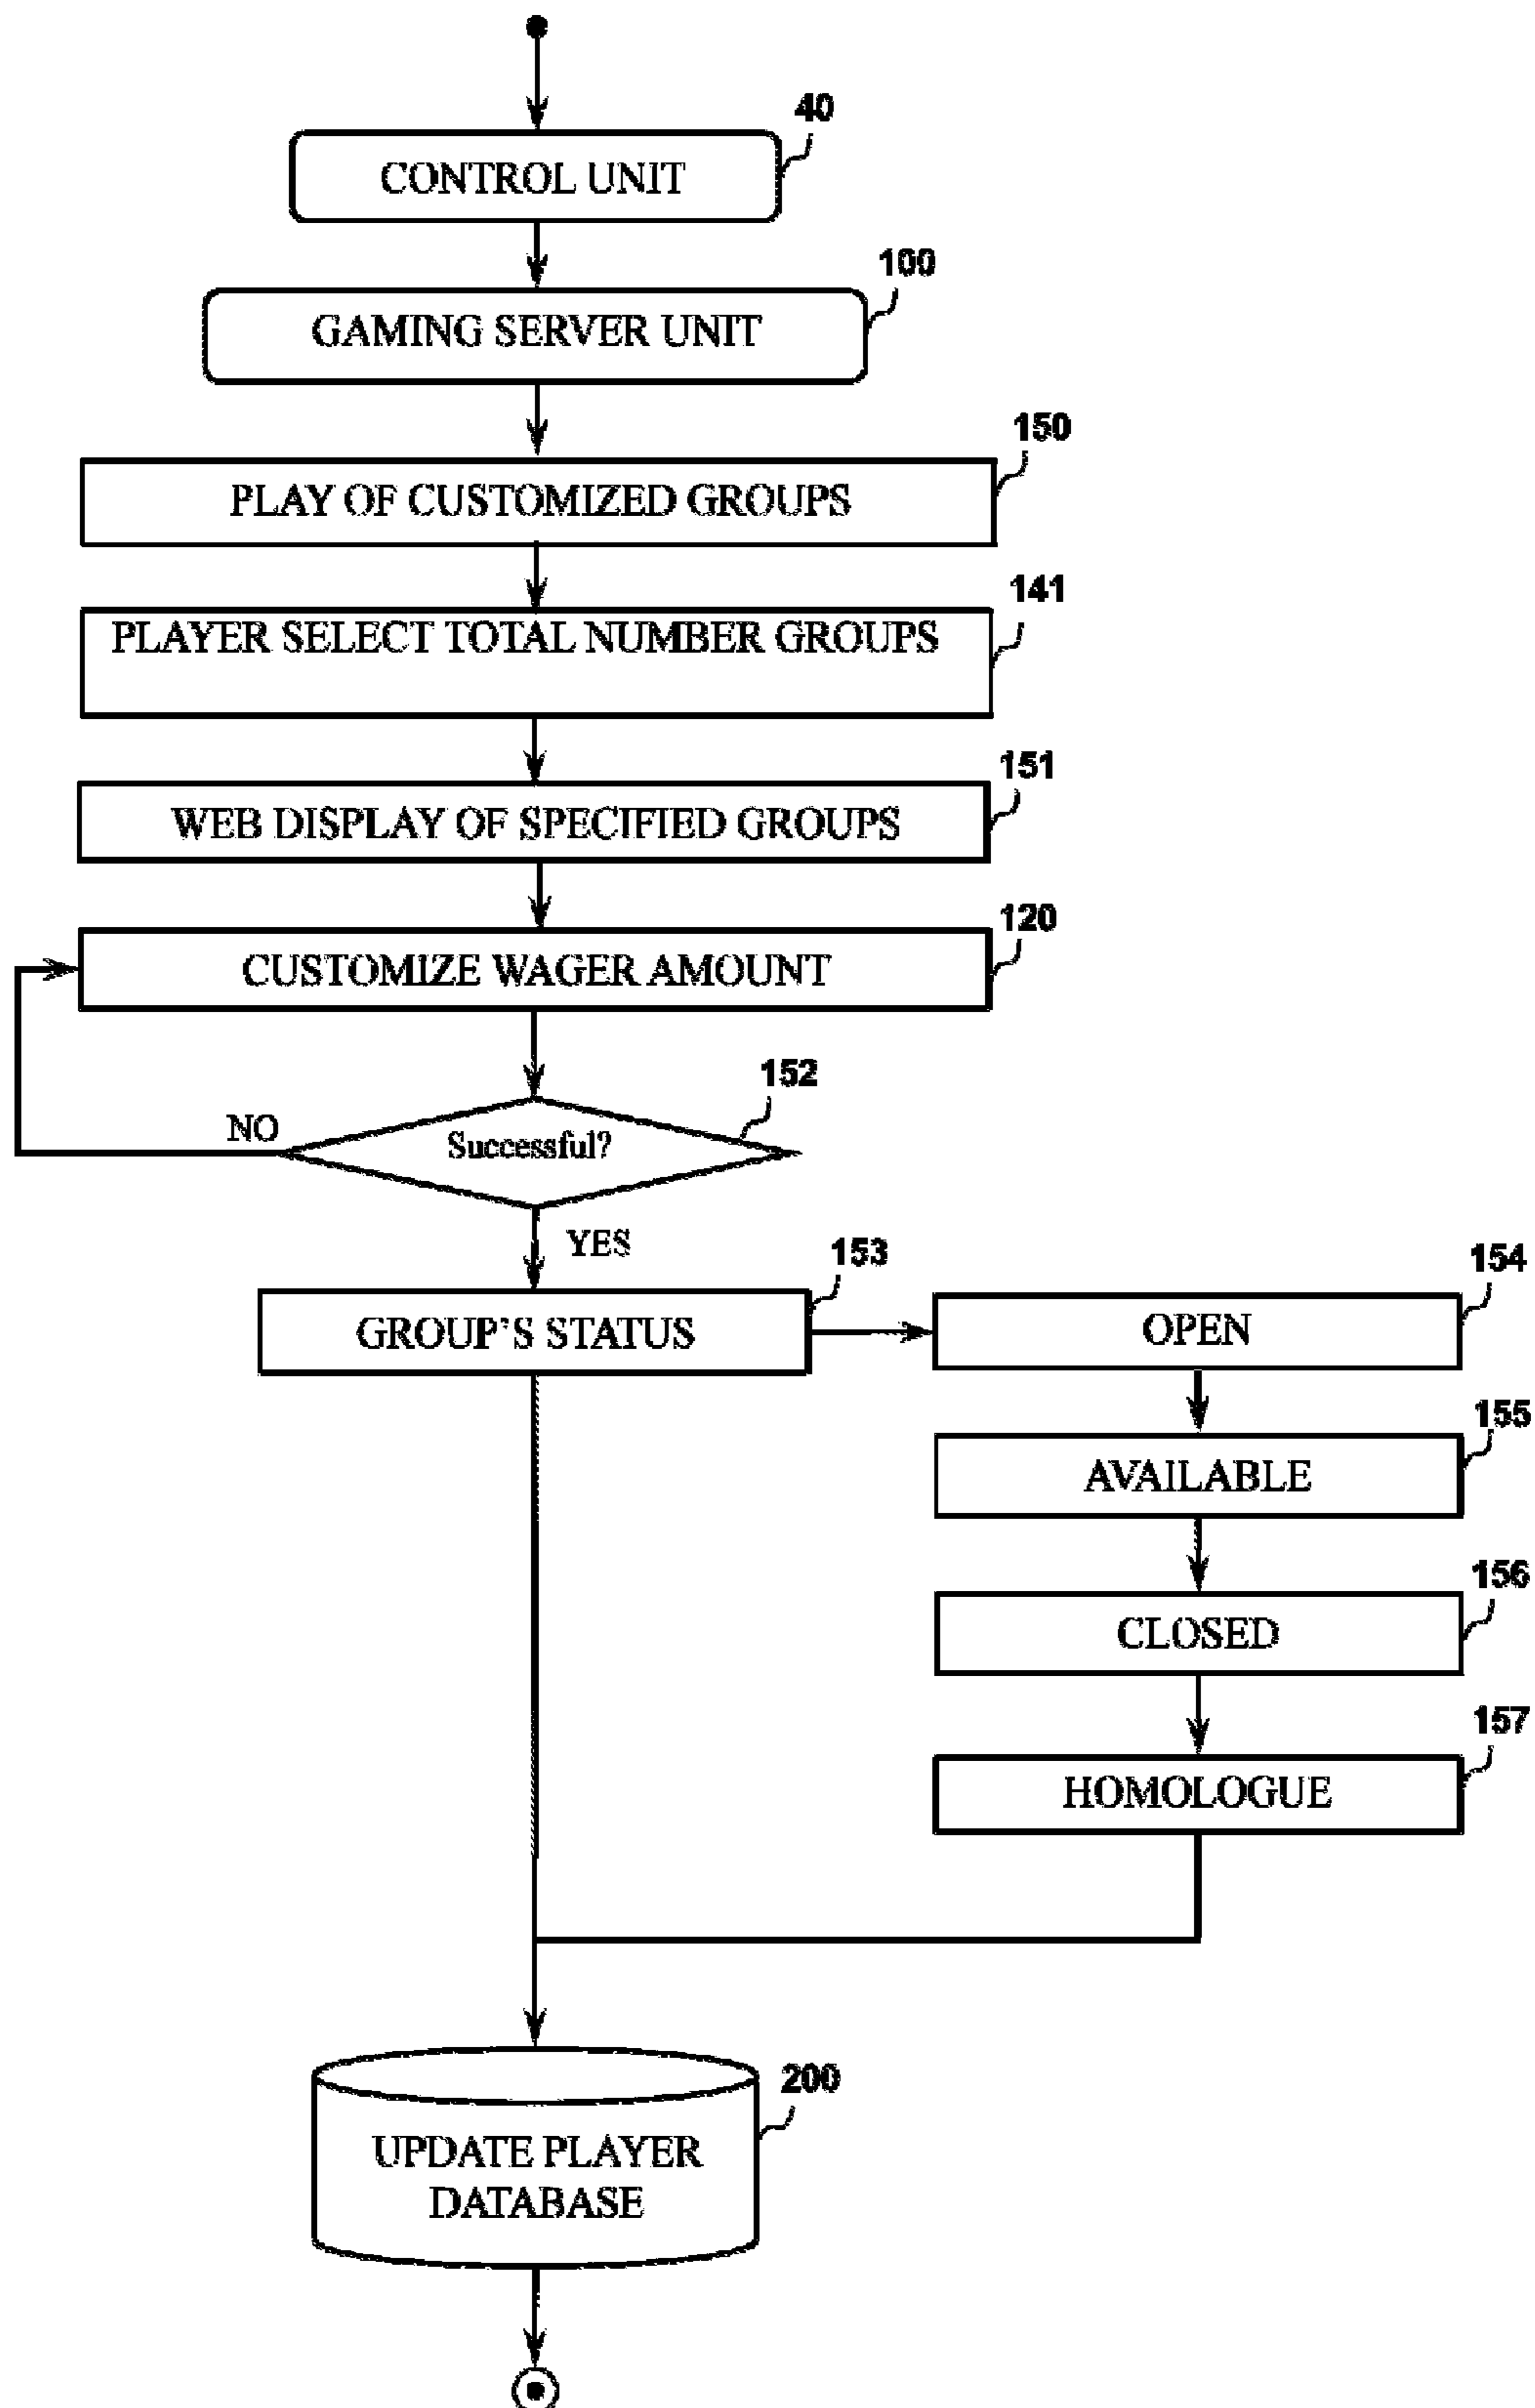 40
CONTROL UNIT
100
GAMING SERVER UNIT
150
PLAY OF CUSTOMIZED GROUPS
141
PLAYER SELECT TOTAL NUMBER GROUPS
151
WEB DISPLAY OF SPECIFIED GROUPS
120
CUSTOMIZE WAGER AMOUNT
152
NO
Successful?
YES
153
GROUP'S STATUS
154
OPEN
155
AVAILABLE
156
CLOSED
157
HOMOLOGUE
200
UPDATE PLAYER
DATABASE